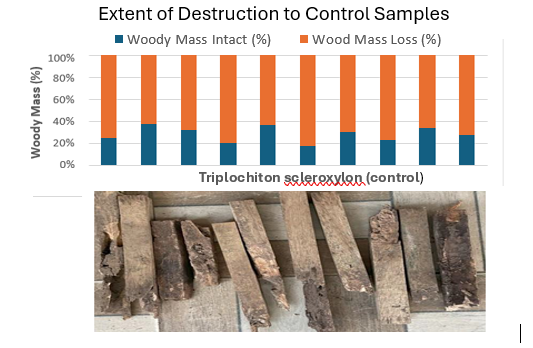 Extent of Destruction to Control Samples
Woody Mass Intact (%) Wood Mass Loss (%)
Woody Mass (%)
100%
80%
60%
40%
20%
0%
Triplochiton scleroxylon (control)